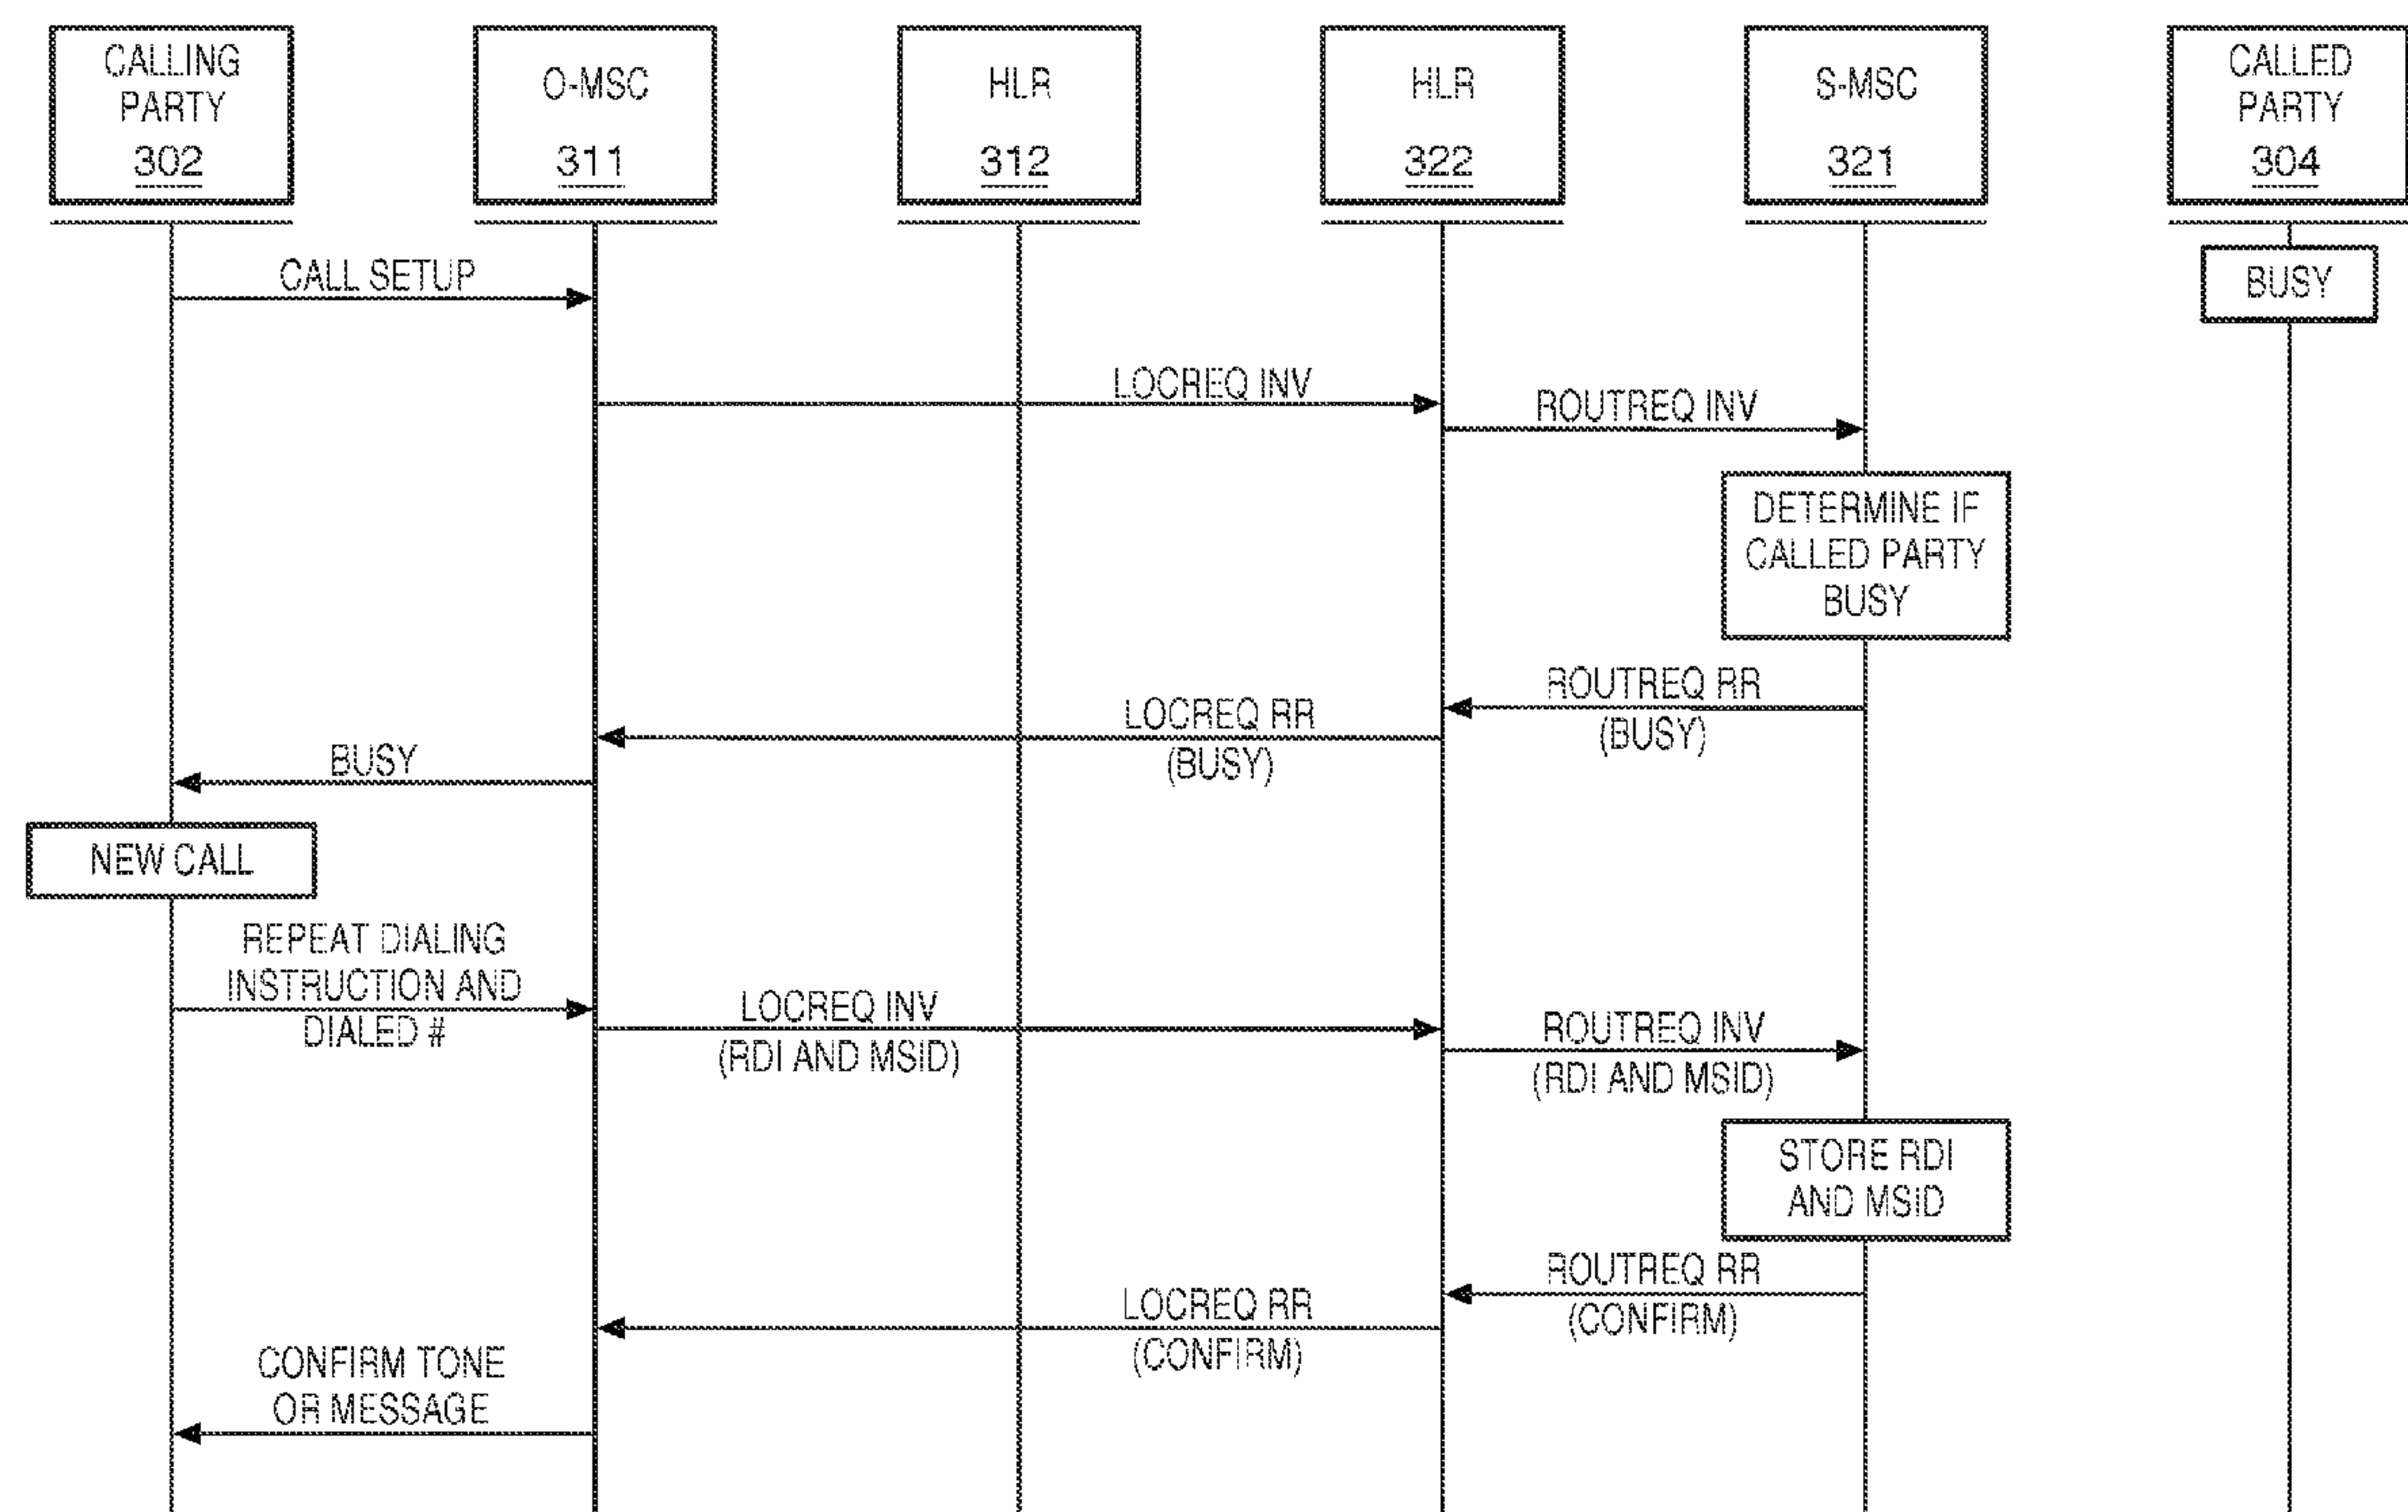 CALLING
PARTY
302
O-MSC
311
HLR
312
HLR
322
S-MSC
321
CALLED
PARTY
304
BUSY
CALL SETUP
LOCREQ INV
ROUTREQ INV
DETERMINE IF
CALLED PARTY
BUSY
ROUTREQ RR
(BUSY)
LOCREQ RR
(BUSY)
BUSY
NEW CALL
REPEAT DIALING
INSTRUCTION AND
DIALED #
LOCREQ INV
(RDI AND MSID)
ROUTREQ INV
(RDI AND MSID)
STORE RDI
AND MSID
ROUTREQ RR
(CONFIRM)
LOCREQ RR
(CONFIRM)
CONFIRM TONE
OR MESSAGE